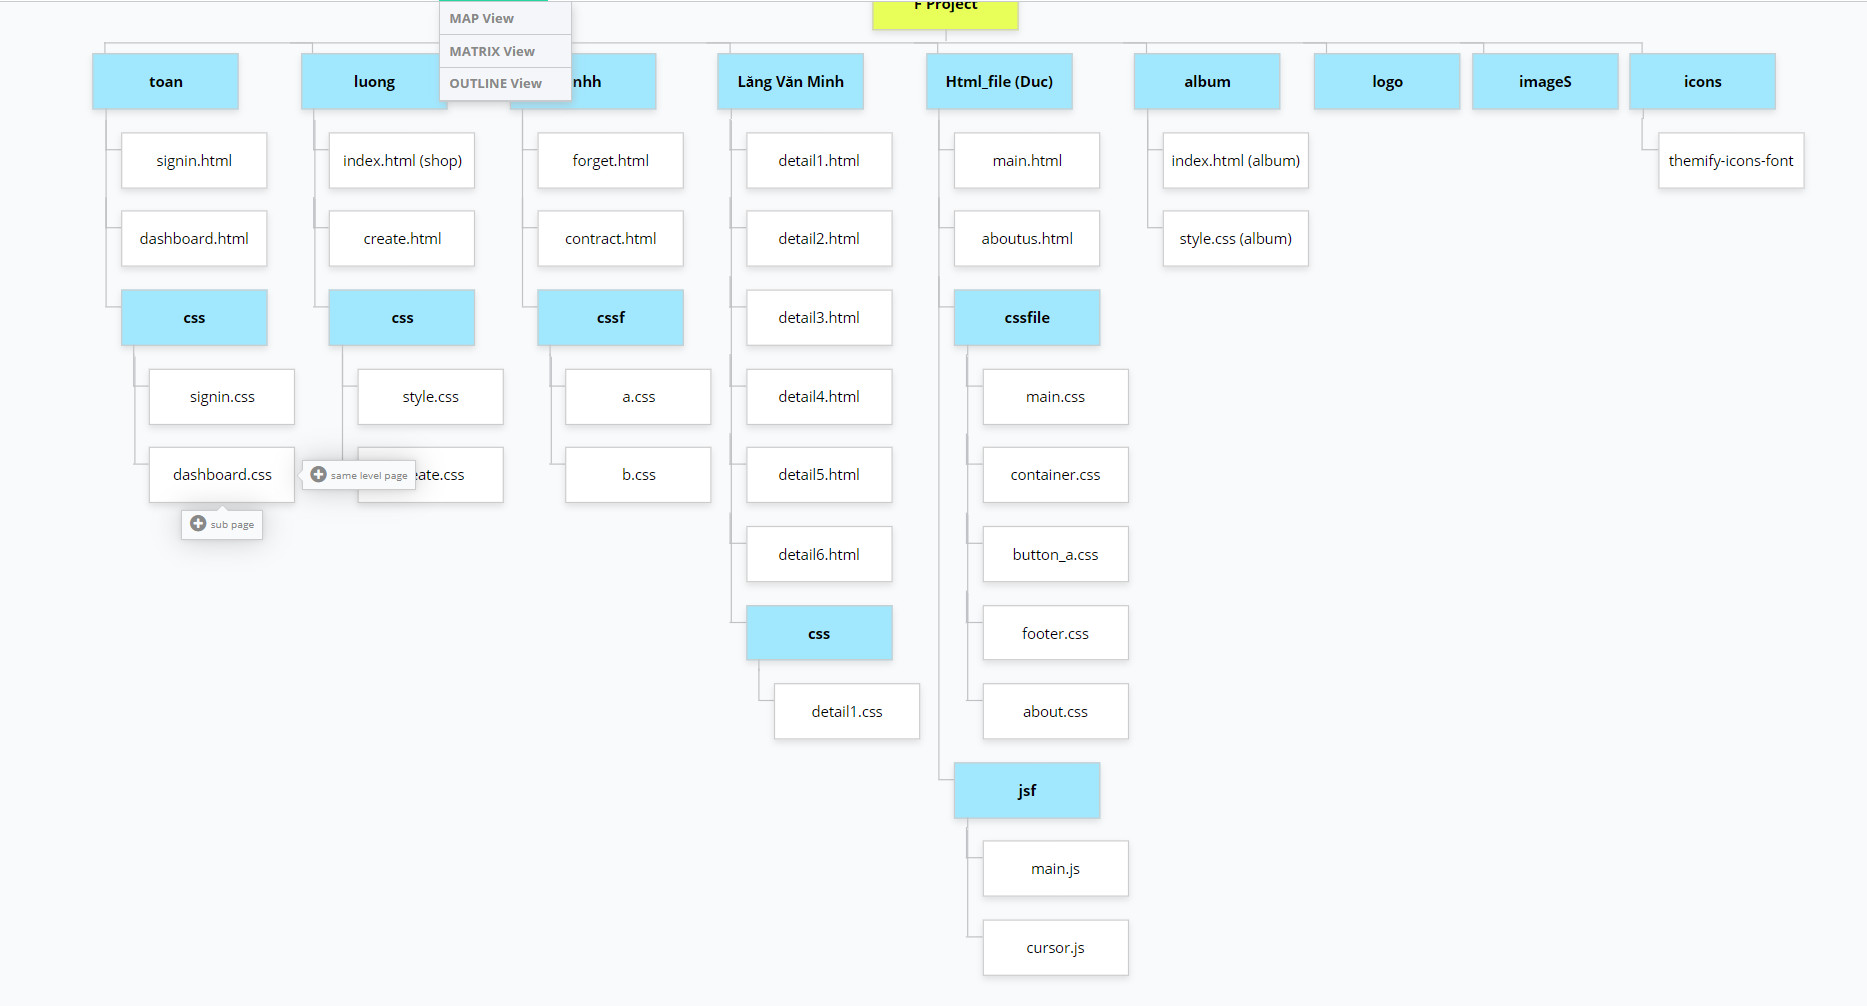 F Project
MAP View
MATRIX View
OUTLINE View
toan
luong
nhh
Lăng Văn Minh
Html_file (Duc)
album
logo
imageS
icons
signin.html
index.html (shop)
forget.html
detail1.html
main.html
index.html (album)
themify-icons-font
dashboard.html
create.html
contract.html
detail2.html
aboutus.html
style.css (album)
css
css
cssf
detail3.html
cssfile
signin.css
style.css
a.css
detail4.html
main.css
dashboard.css
same level page
eate.css
b.css
detail5.html
container.css
sub page
detail6.html
button_a.css
css
footer.css
detail1.css
about.css
jsf
main.js
cursor.js